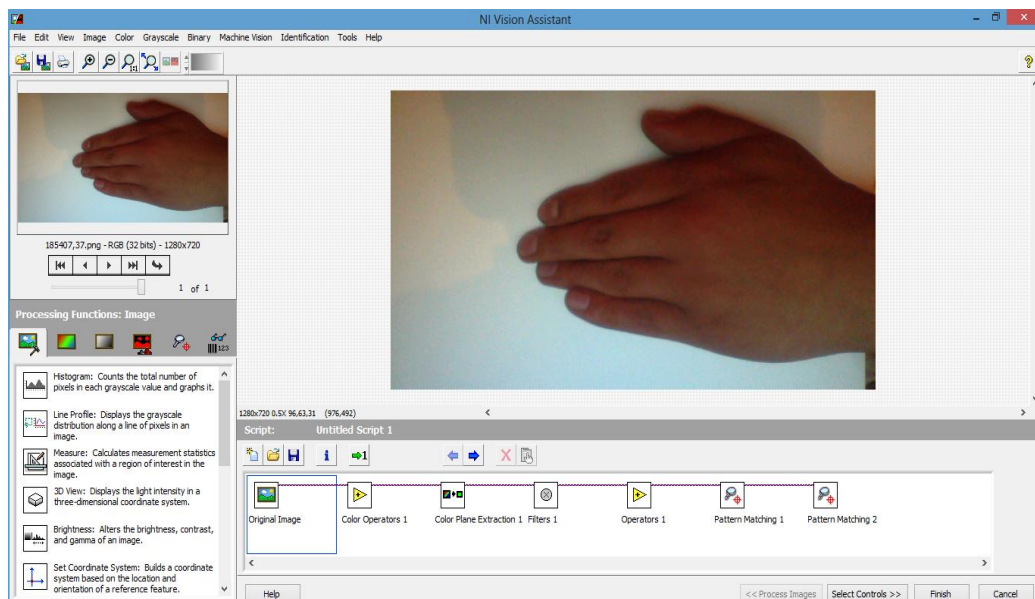 NI Vision Assistant
File Edit View Image Color Grayscale Binary Machine Vision Identification Tools Help
1:1
185407,37.png - RGB (32 bits) - 1280x720
1 of 1
Processing Functions: Image
123
Histogram: Counts the total number of
pixels in each grayscale value and graphs it.
Line Profile: Displays the grayscale
distribution along a line of pixels in an
image.
Measure: Calculates measurement statistics
associated with a region of interest in the
image.
3D View: Displays the light intensity in a
three-dimensional coordinate system.
Brightness: Alters the brightness, contrast,
and gamma of an image.
Set Coordinate System: Builds a coordinate
system based on the location and
orientation of a reference feature.
1280x720 0.5X 96,63,31 (976,492)
Script: Untitled Script 1
1
Original Image Color Operators 1 Color Plane Extraction 1 Filters 1 Operators 1 Pattern Matching 1 Pattern Matching 2
Help << Process Images Select Controls >> Finish Cancel